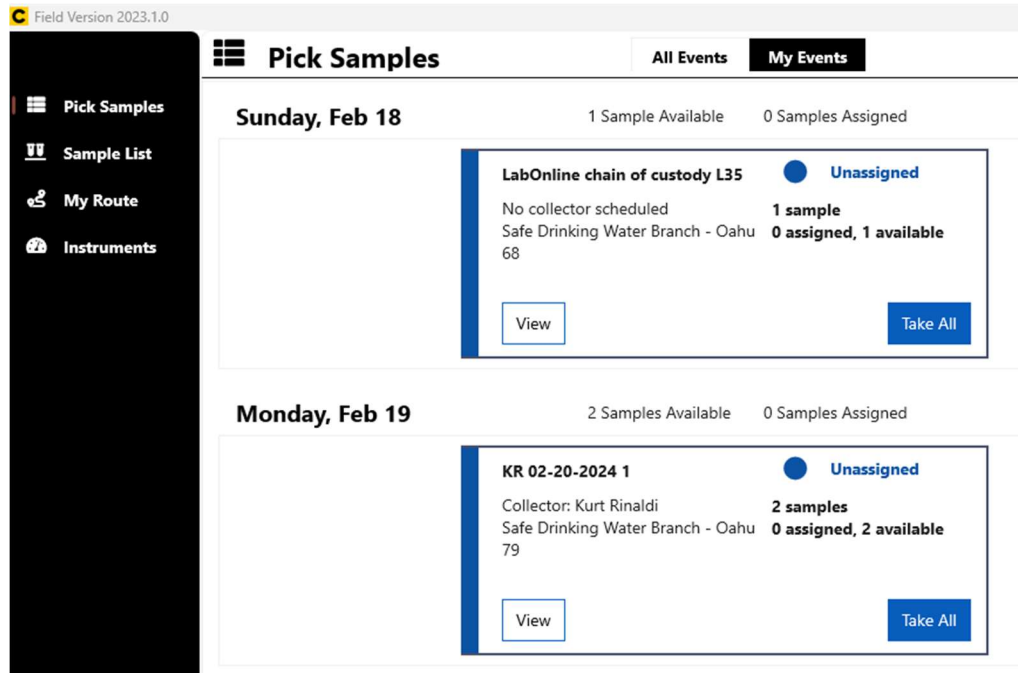 C Field Version 2023.1.0
Pick Samples
Sample List
My Route
Instruments
Pick Samples
All Events
My Events
Sunday, Feb 18
1 Sample Available
0 Samples Assigned
LabOnline chain of custody L35
Unassigned
No collector scheduled
1 sample
Safe Drinking Water Branch - Oahu
0 assigned, 1 available
68
View
Take All
Monday, Feb 19
2 Samples Available
0 Samples Assigned
KR 02-20-2024 1
Unassigned
Collector: Kurt Rinaldi
2 samples
Safe Drinking Water Branch - Oahu
0 assigned, 2 available
79
View
Take All